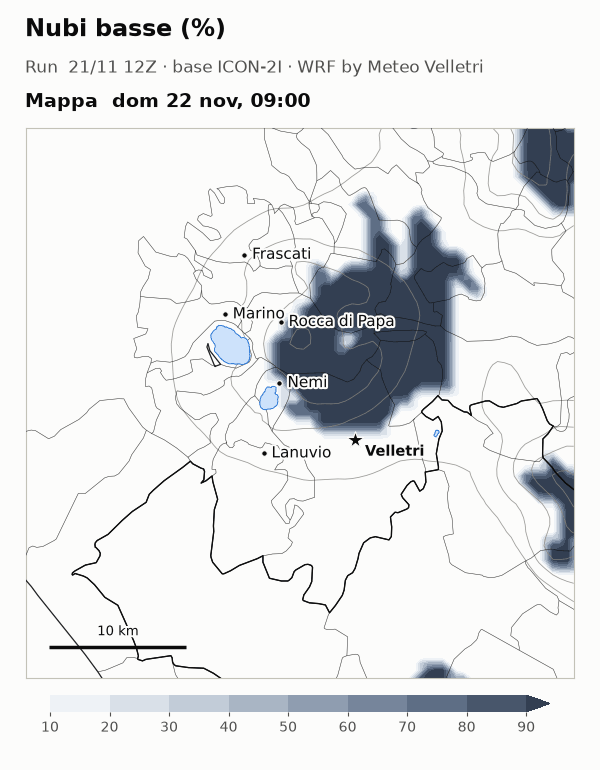 Nubi basse (%)
Run  21/11 12Z · base ICON-2I · WRF by Meteo Velletri
Mappa  dom 22 nov, 09:00
Frascati
Marino
Rocca di Papa
Nemi
Velletri
Lanuvio
10 km
10 20 30 40 50 60 70 80 90